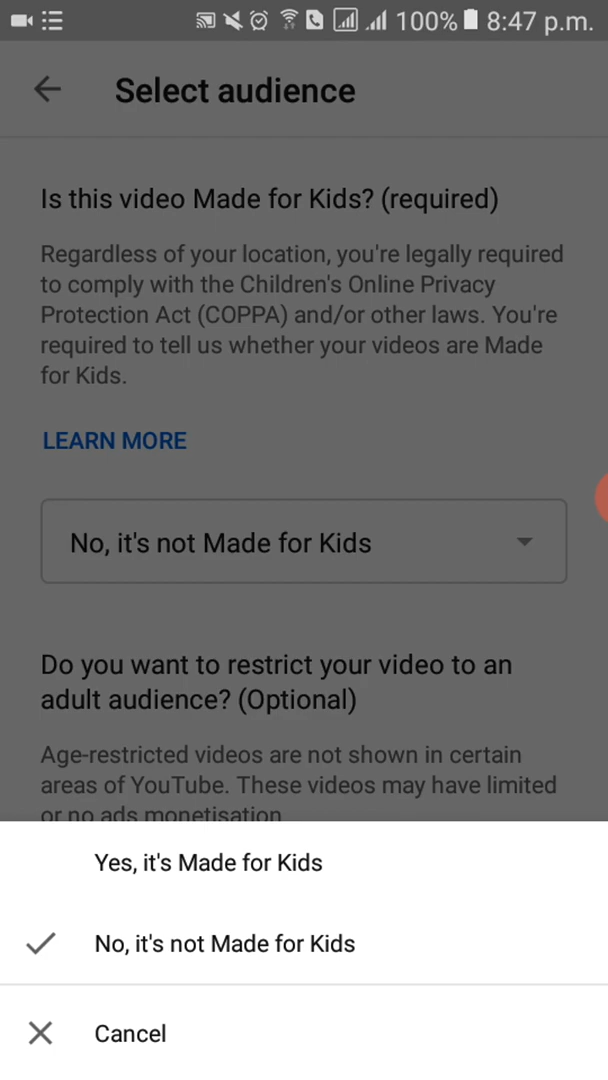 100% 8:47 p.m.
Select audience
Is this video Made for Kids? (required)
Regardless of your location, you're legally required
to comply with the Children's Online Privacy
Protection Act (COPPA) and/or other laws. You're
required to tell us whether your videos are Made
for Kids.
LEARN MORE
No, it's not Made for Kids
Do you want to restrict your video to an
adult audience? (Optional)
Age-restricted videos are not shown in certain
areas of YouTube. These videos may have limited
or no ads monetisation
Yes, it's Made for Kids
No, it's not Made for Kids
Cancel